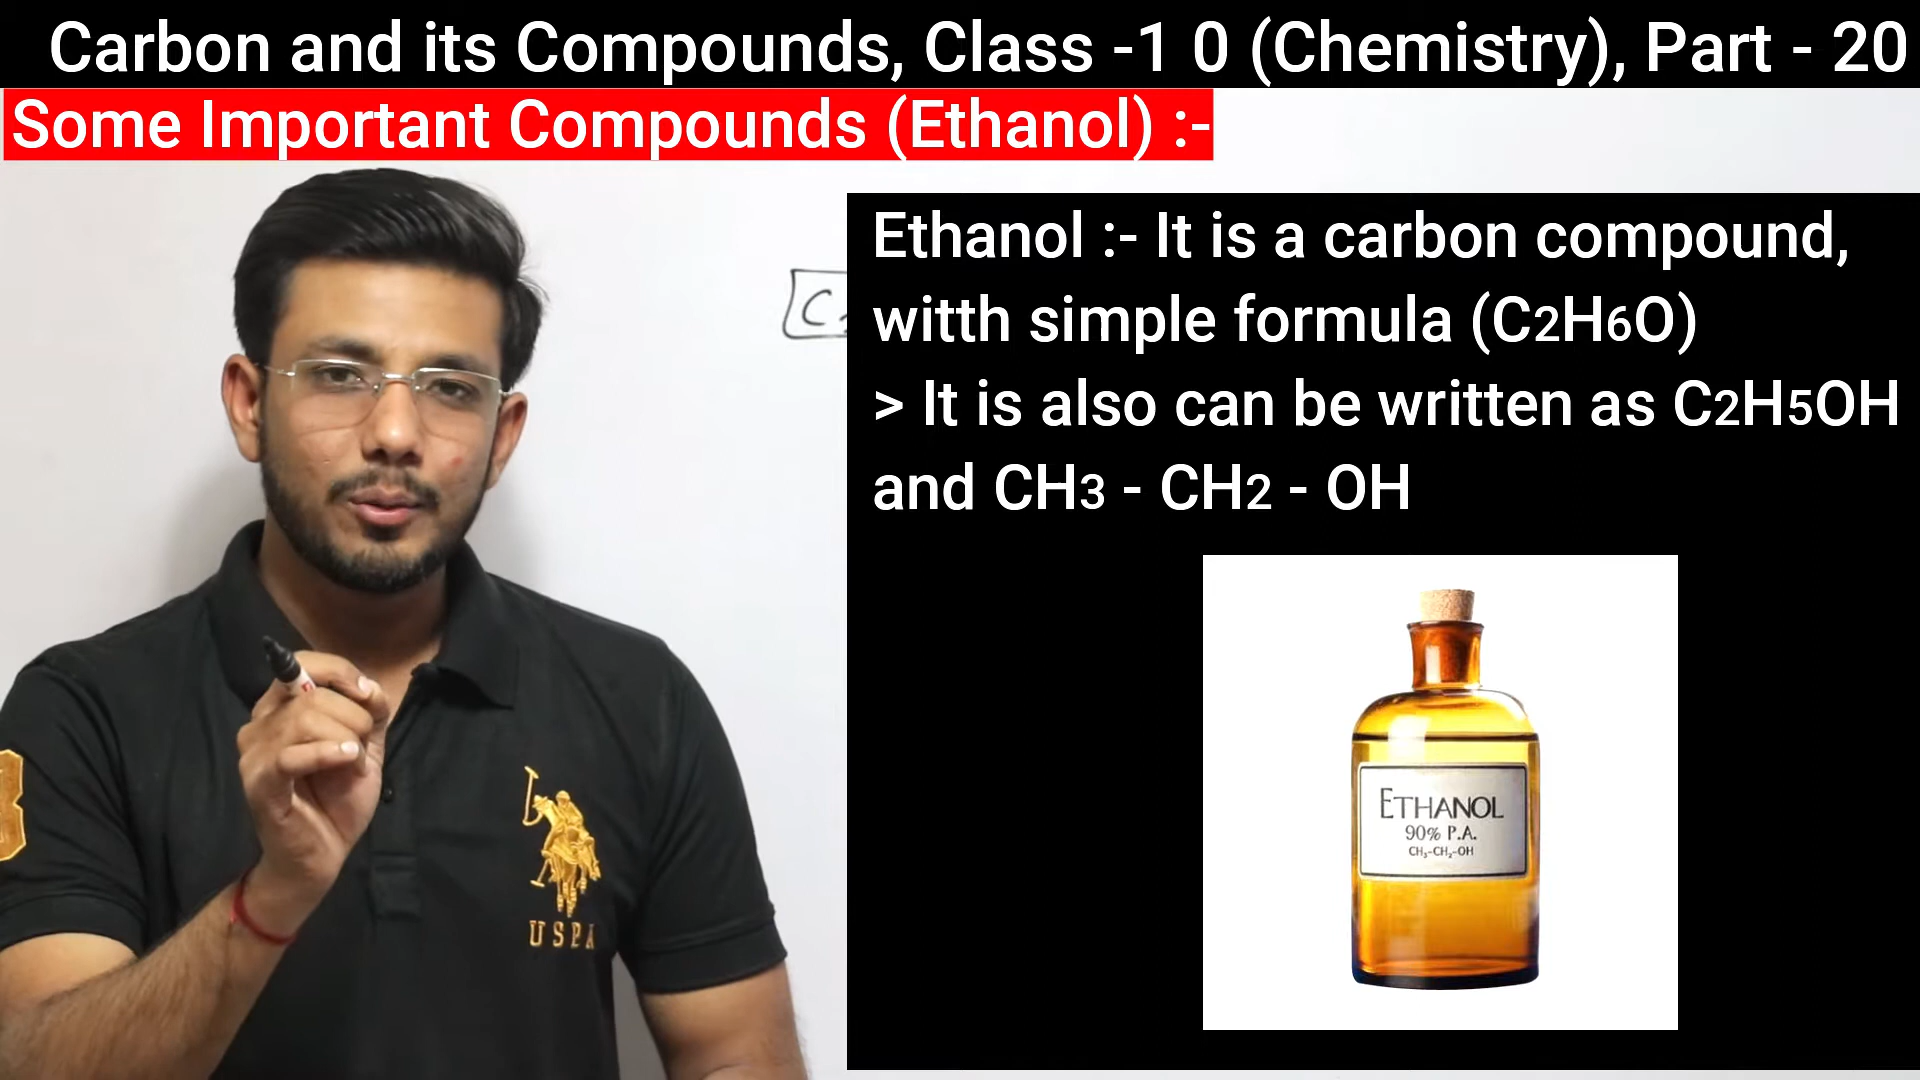 Carbon and its Compounds, Class -1 0 (Chemistry), Part - 20
Some Important Compounds (Ethanol) :-
Ethanol :- It is a carbon compound,
witth simple formula (C2H6O)
> It is also can be written as C2H5OH
and CH3 - CH2 - OH
C
ETHANOL
90% P.A.
CH3-CH2-OH
USPA
3